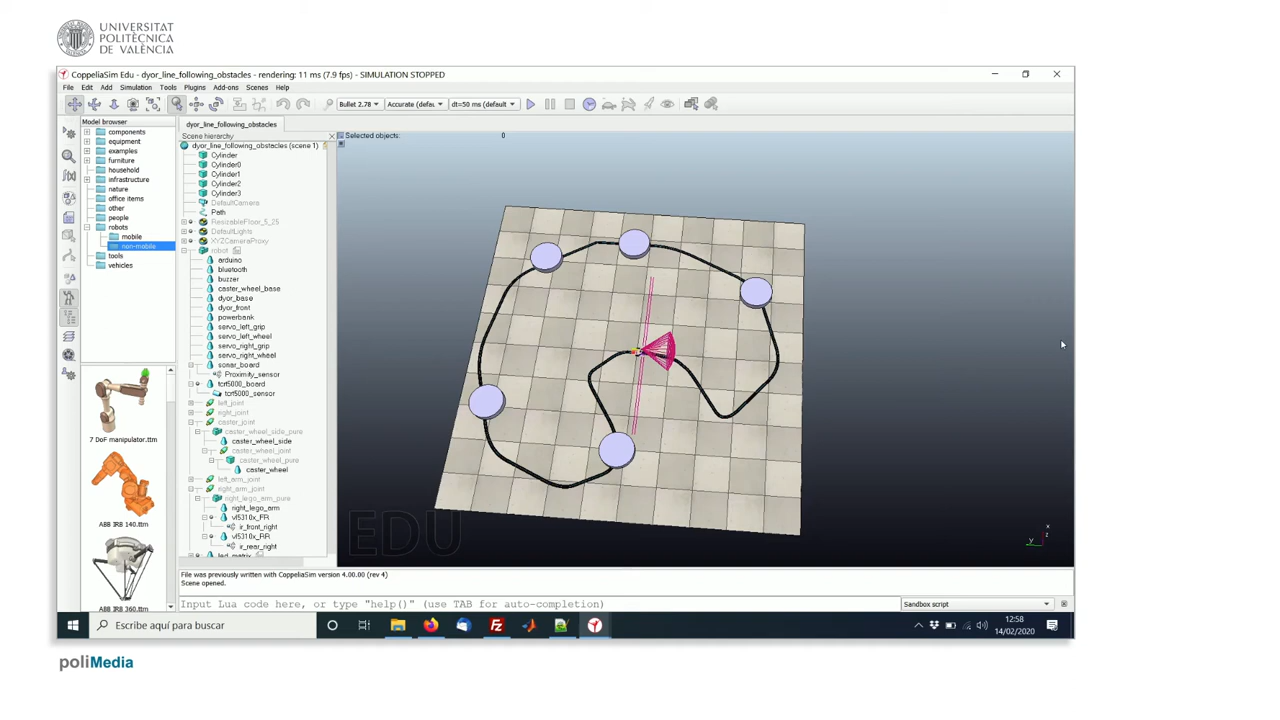 UNIVERSITAT
POLITÈCNICA
DE VALÈNCIA
CoppeliaSim Edu - dyor_line_following_obstacles - rendering: 11 ms (7.9 fps) - SIMULATION STOPPED
File Edit Add Simulation Tools Plugins Add-ons Scenes Help
Bullet 2.78 Accurate (defau dt=50 ms (default)
Model browser
components
equipment
examples
furniture
household
infrastructure
nature
office items
other
people
robots
mobile
non-mobile
tools
vehicles
7 DoF manipulator.ttm
ABB IRB 140.ttm
ABB IRB 360.ttm
dyor_line_following_obstacles
Scene hierarchy
dyor_line_following_obstacles (scene 1)
Cylinder
Cylinder0
Cylinder1
Cylinder2
Cylinder3
DefaultCamera
Path
ResizableFloor_5_25
DefaultLights
XYZCameraProxy
robot
arduino
bluetooth
buzzer
castel_wheel_base
dyor_base
dyor_front
powerbank
servo_left_grip
servo_left_wheel
servo_right_grip
servo_right_wheel
sonar_board
Proximity_sensor
tcrt5000_board
tcrt5000_sensor
left_joint
right_joint
caster_joint
caster_wheel_side_pure
caster_wheel_side
caster_wheel_joint
caster_wheel_pure
caster_wheel
left_arm_joint
right_arm_joint
right_lego_arm_pure
right_lego_arm
vl5310x_FR
ir_front_right
vl5310x_RR
ir_rear_right
led_matrix
Selected objects: 0
EDU
x
z
y
File was previously written with CoppeliaSim version 4.00.00 (rev 4)
Scene opened.
Input Lua code here, or type "help()" (use TAB for auto-completion)
Sandbox script
Escribe aquí para buscar
12:58
14/02/2020
poliMedia